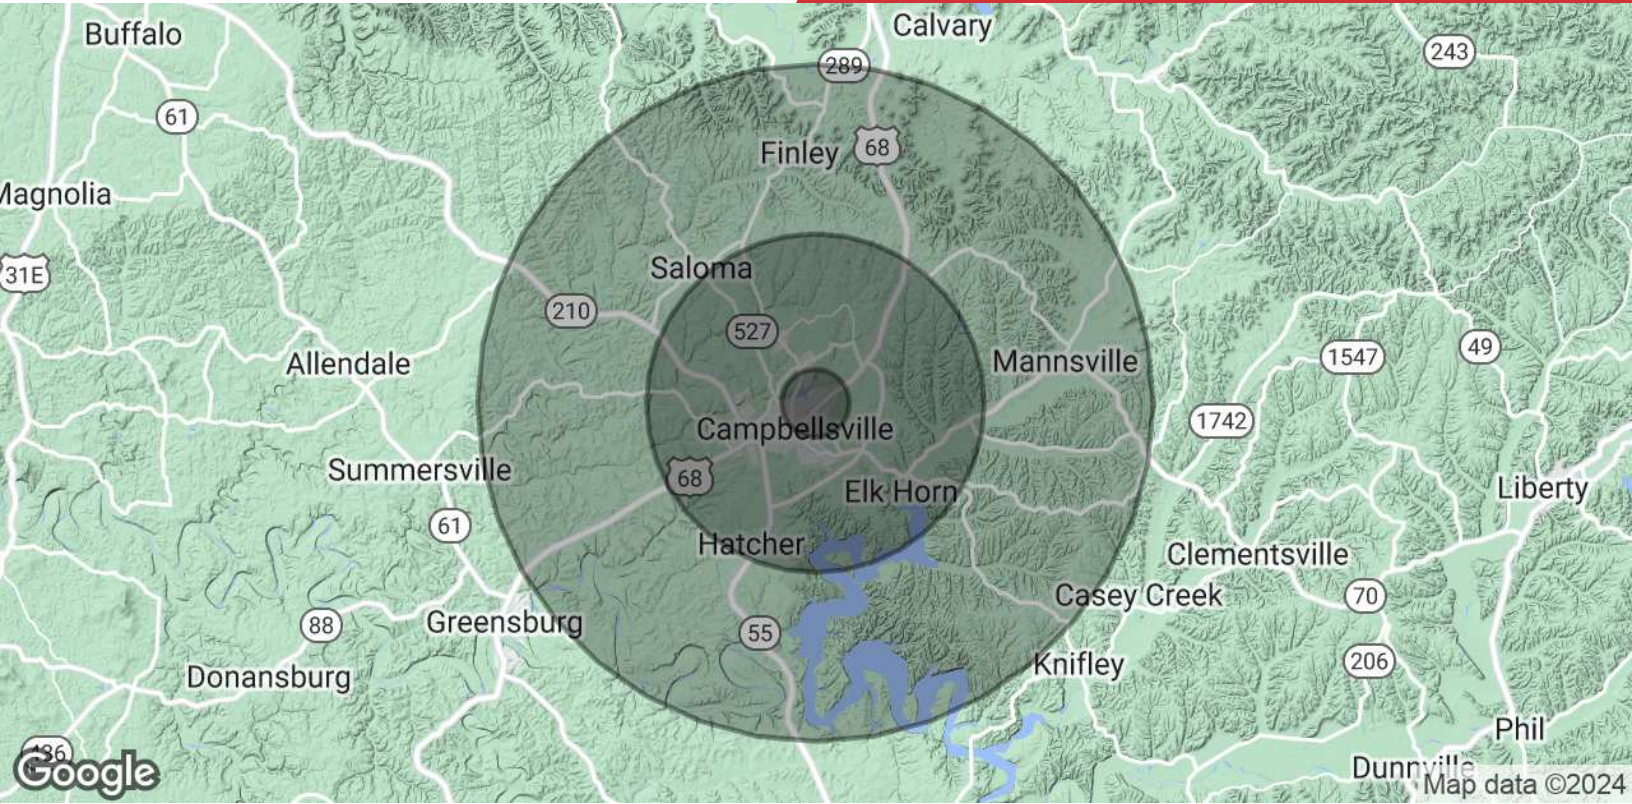 Calvary
Buffalo
289
243
61
68
Finley
Magnolia
Saloma
31E
210
527
Mannsville
49
1547
Allendale
1742
Campbellsville
Summersville
68
Elk Horn
Liberty
61
Hatcher
Clementsville
Casey Creek
70
Greensburg
88
55
206
Knifley
Donansburg
Phil
436
Google
Dunnville
Map data ©2024